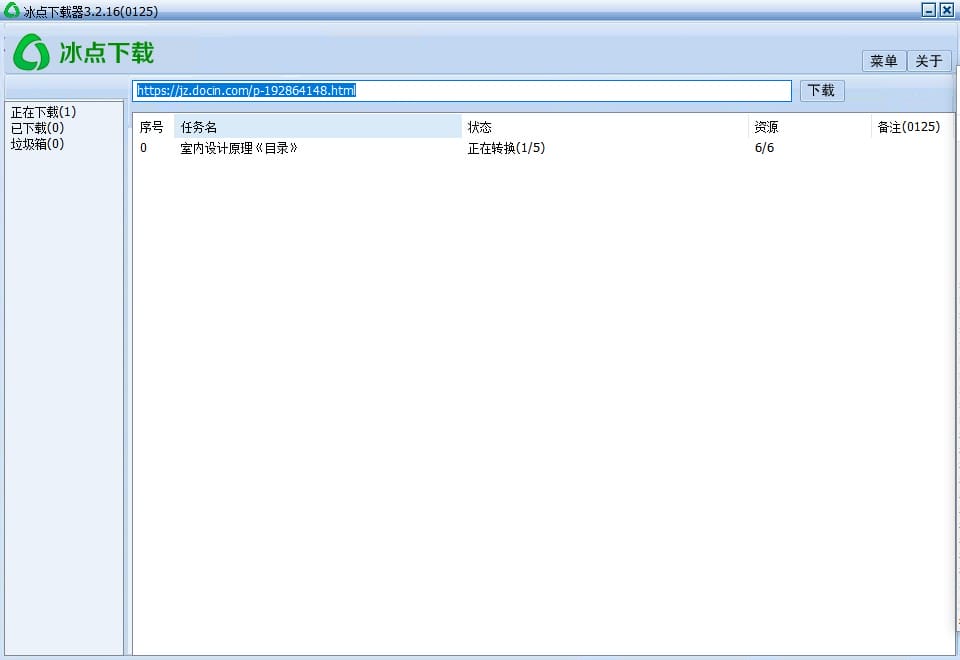 冰点下载器3.2.16(0125)
冰点下载
菜单 关于
https://jz.docin.com/p-192864148.html 下载
正在下载(1)
已下载(0)
垃圾箱(0)
序号 任务名 状态 资源 备注(0125)
0 室内设计原理《目录》 正在转换(1/5) 6/6